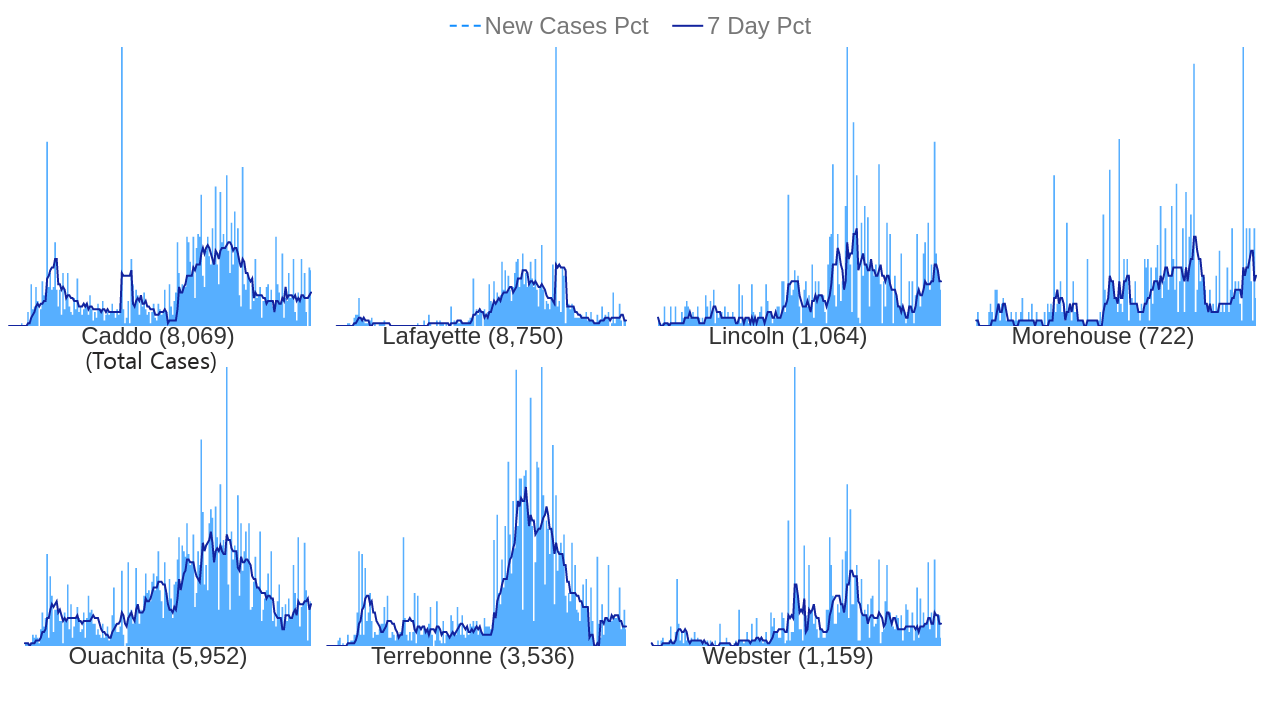 New Cases Pct 7 Day Pct
Caddo (8,069) Lafayette (8,750) Lincoln (1,064) Morehouse (722)
(Total Cases)
Ouachita (5,952) Terrebonne (3,536) Webster (1,159)